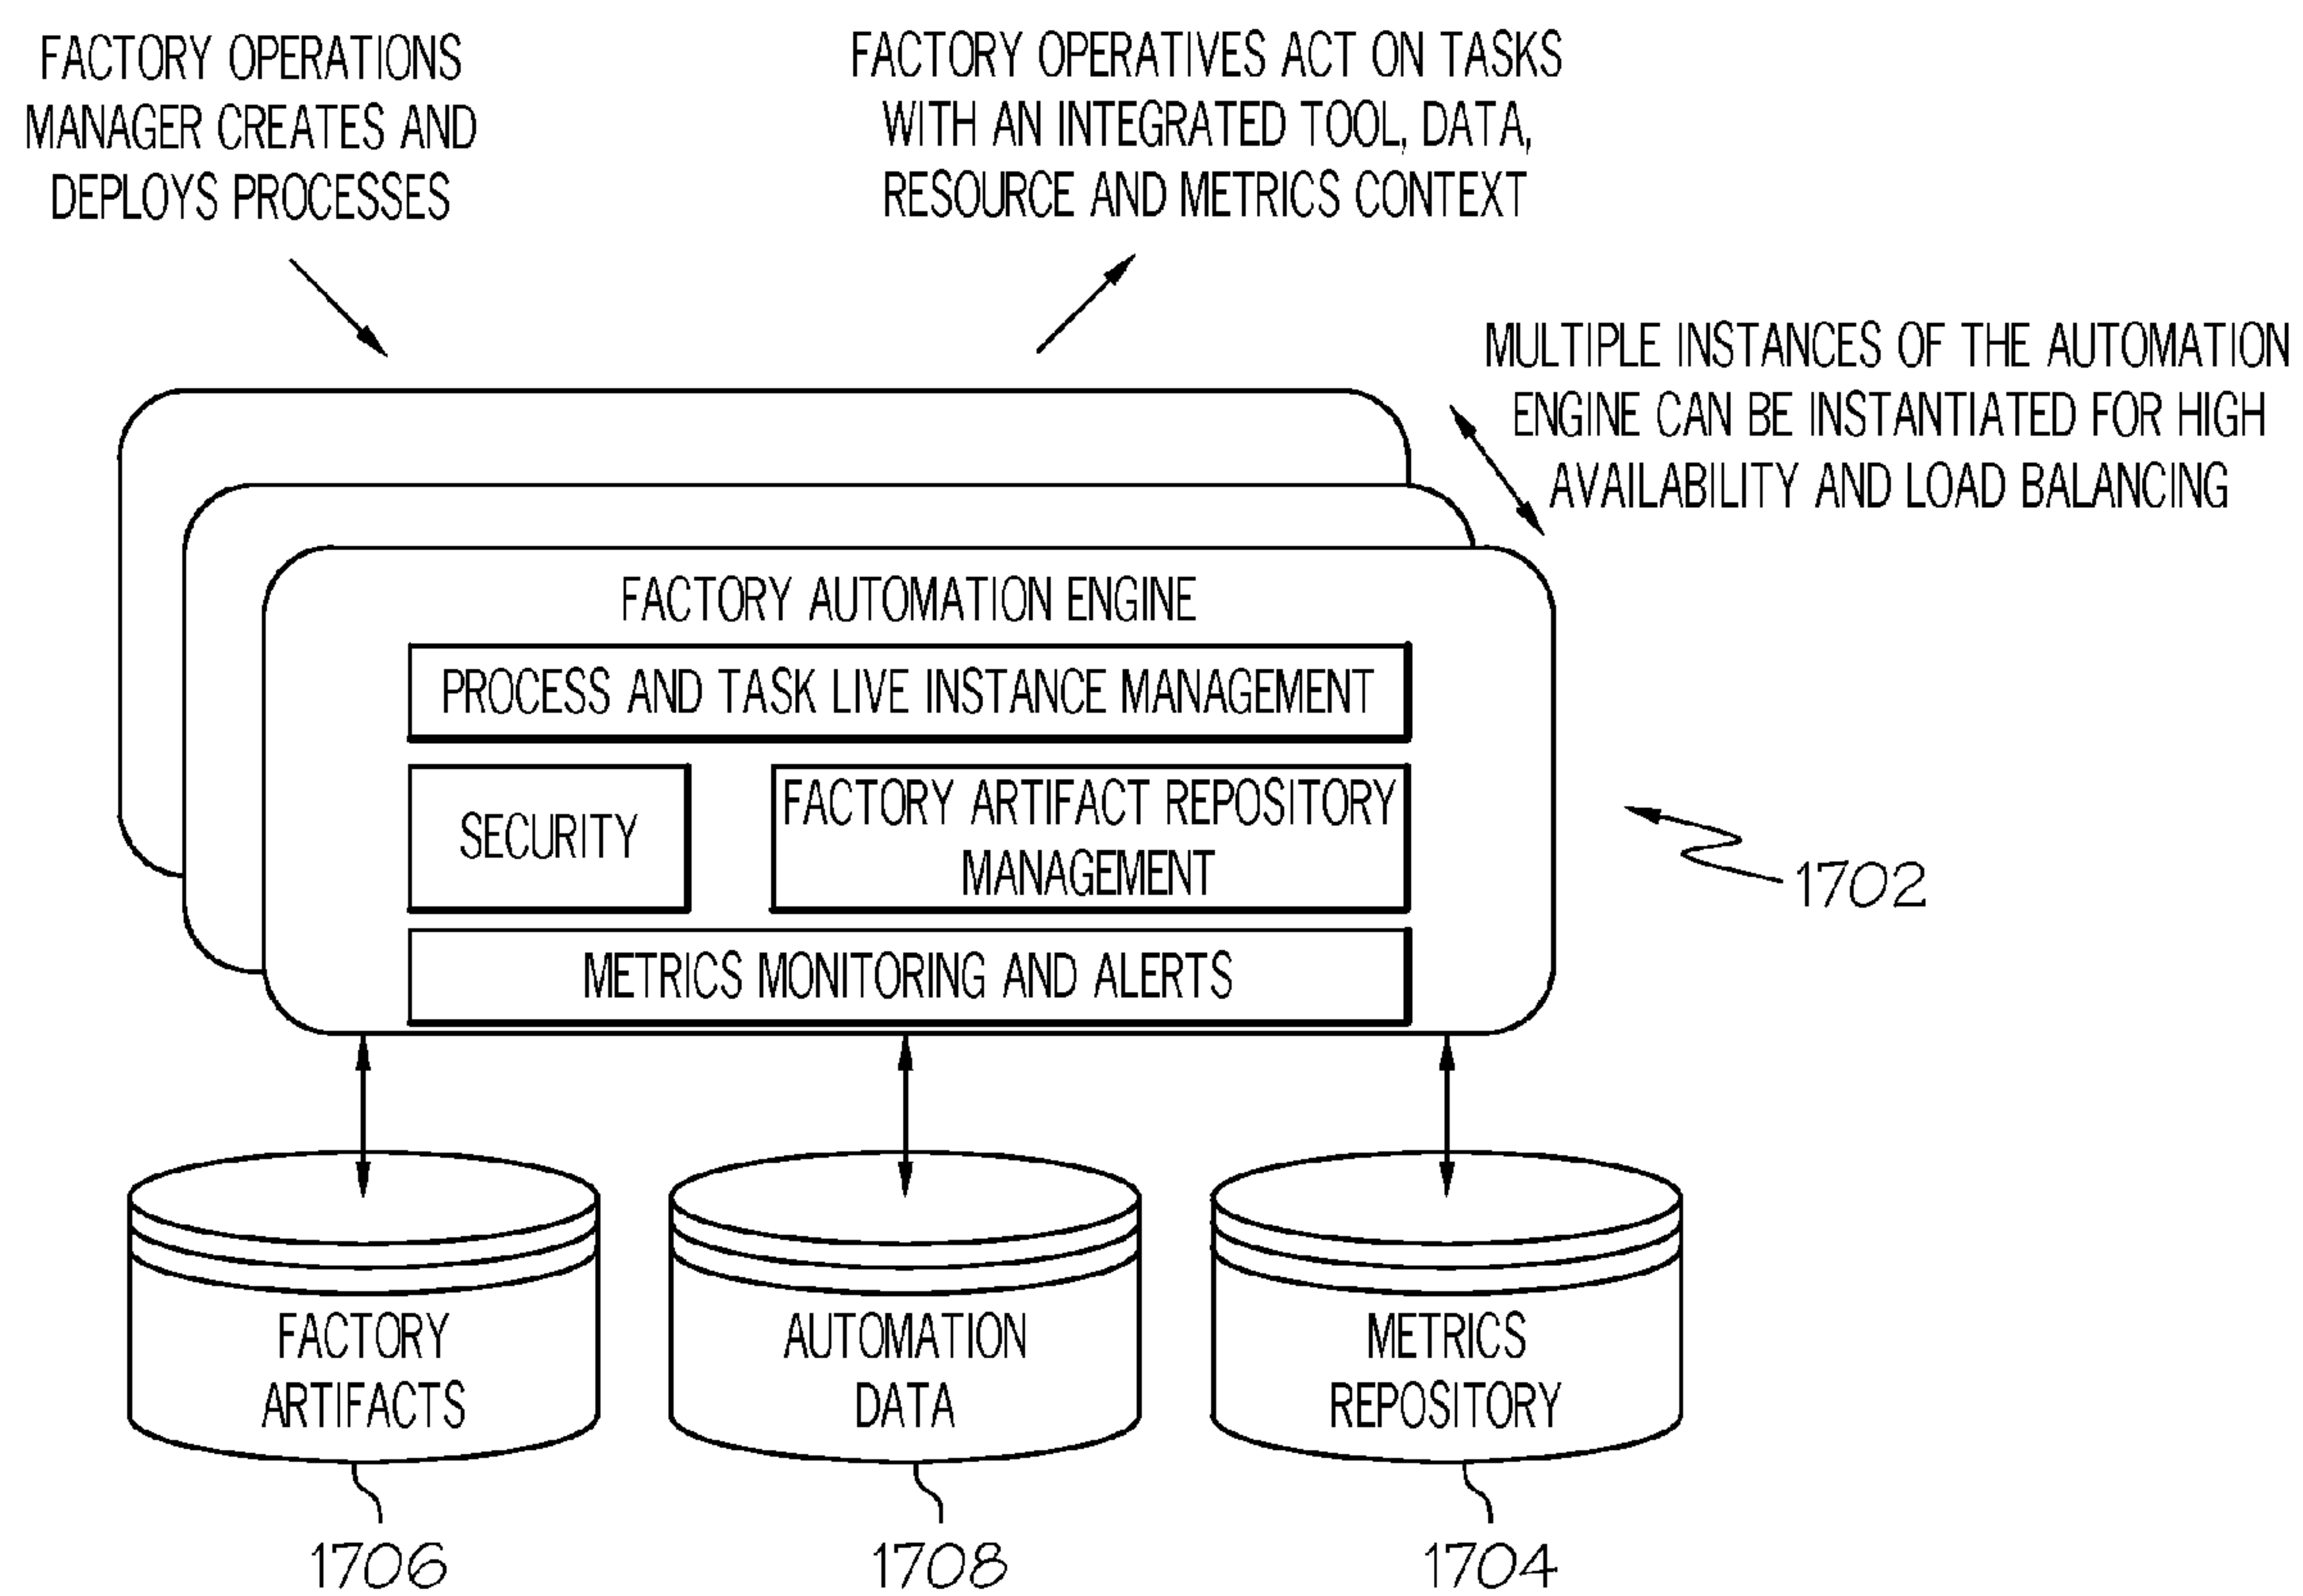 FACTORY OPERATIONS
MANAGER CREATES AND
DEPLOYS PROCESSES
FACTORY OPERATIVES ACT ON TASKS
WITH AN INTEGRATED TOOL, DATA,
RESOURCE AND METRICS CONTEXT
MULTIPLE INSTANCES OF THE AUTOMATION
ENGINE CAN BE INSTANTIATED FOR HIGH
AVAILABILITY AND LOAD BALANCING
FACTORY AUTOMATION ENGINE
PROCESS AND TASK LIVE INSTANCE MANAGEMENT
SECURITY
FACTORY ARTIFACT REPOSITORY
MANAGEMENT
METRICS MONITORING AND ALERTS
1702
FACTORY
ARTIFACTS
AUTOMATION
DATA
METRICS
REPOSITORY
1706
1708
1704